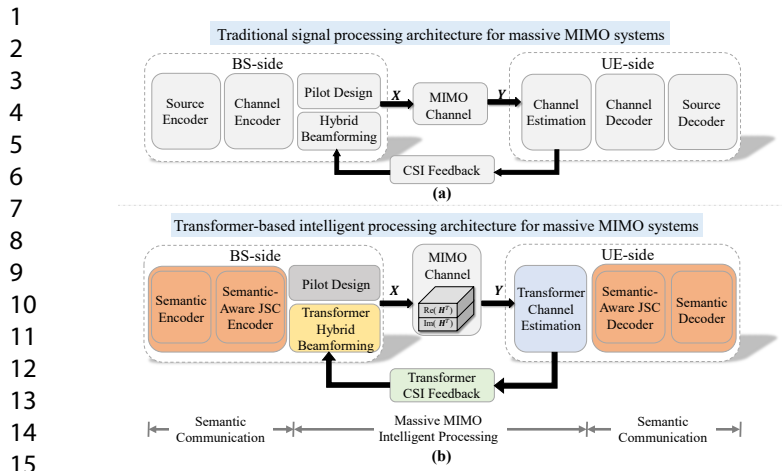 1
2
3
4
5
6
7
8
9
10
11
12
13
14
15
Traditional signal processing architecture for massive MIMO systems
BS-side
Source
Encoder
Channel
Encoder
Pilot Design
Hybrid
Beamforming
X
MIMO
Channel
Y
UE-side
Channel
Estimation
Channel
Decoder
Source
Decoder
CSI Feedback
(a)
Transformer-based intelligent processing architecture for massive MIMO systems
BS-side
Semantic
Encoder
Semantic-
Aware JSC
Encoder
Pilot Design
Transformer
Hybrid
Beamforming
X
MIMO
Channel
Re(H^T)
Im(H^T)
Y
UE-side
Transformer
Channel
Estimation
Semantic-
Aware JSC
Decoder
Semantic
Decoder
Transformer
CSI Feedback
Semantic
Communication
Massive MIMO
Intelligent Processing
Semantic
Communication
(b)